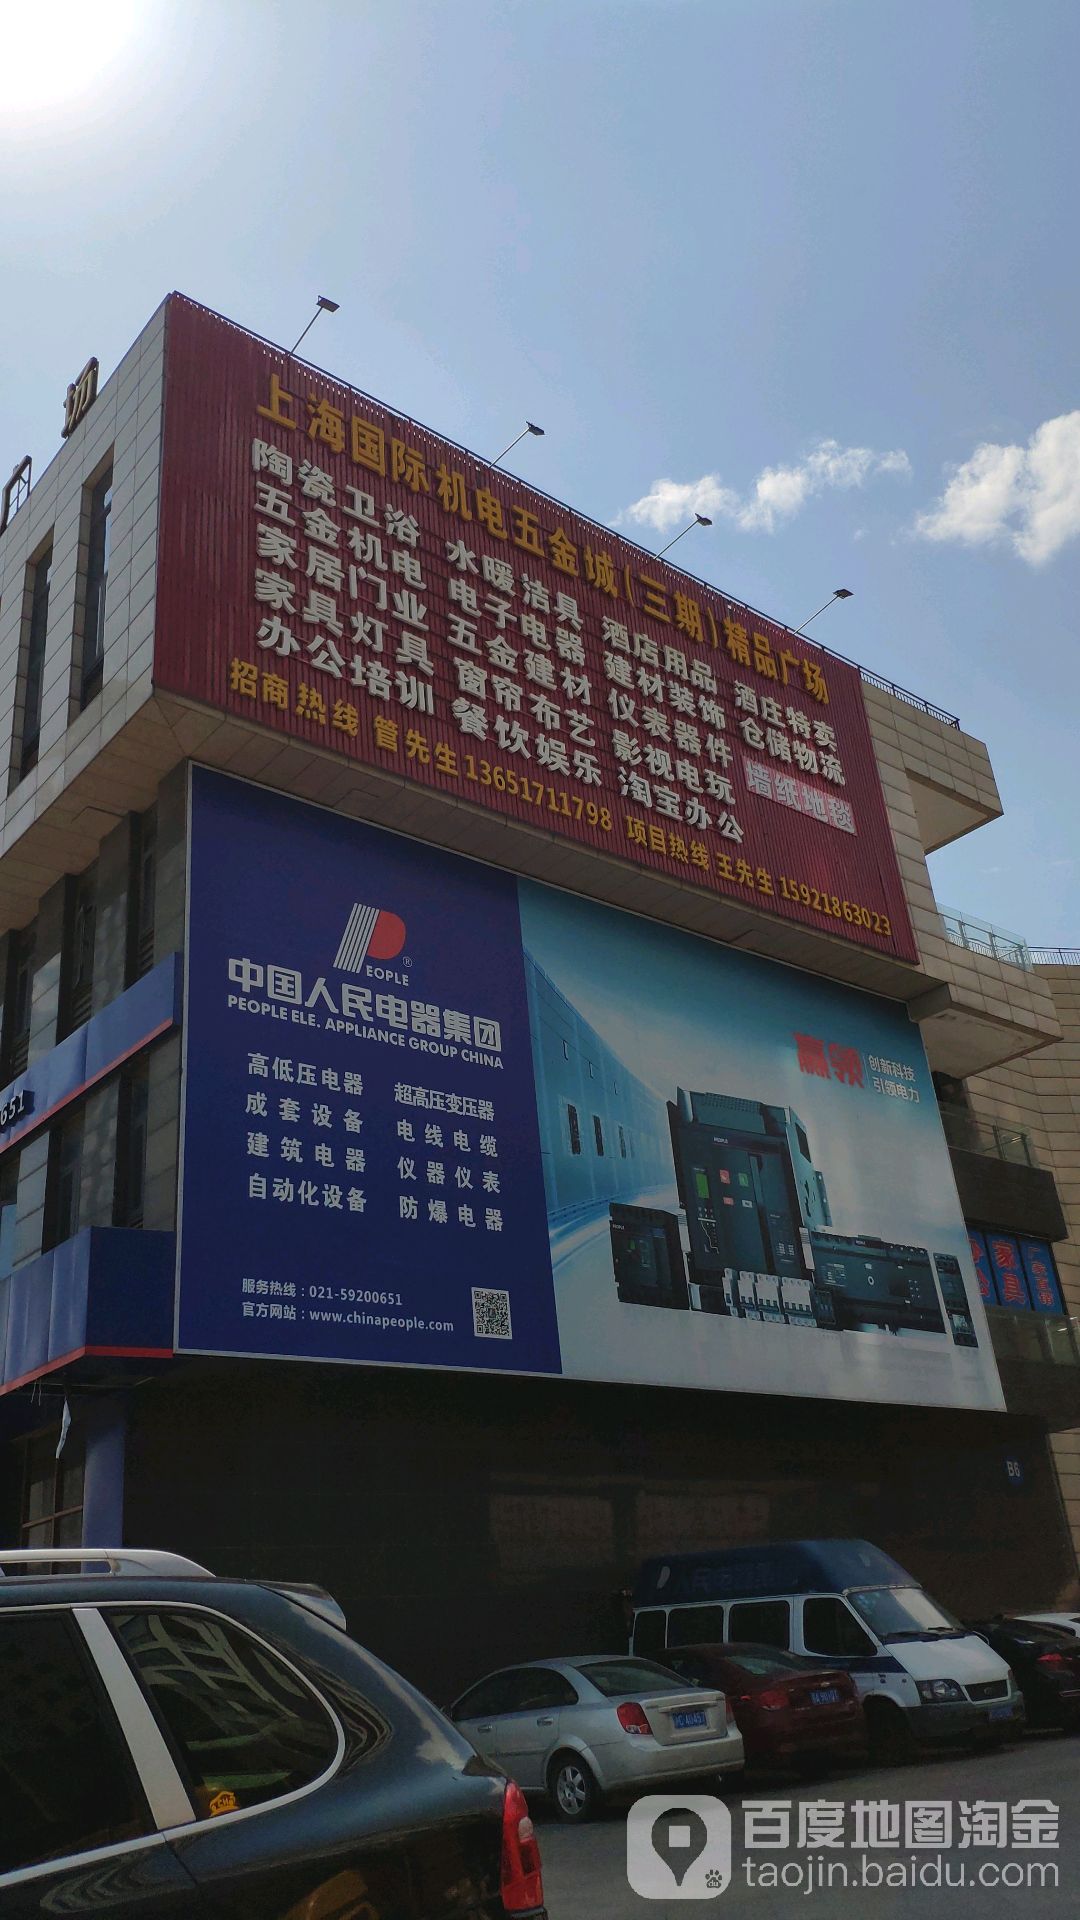 场
上海国际机电五金城(三期)精品广场
陶瓷卫浴 水暖洁具 酒店用品 酒庄特卖
五金机电 电子电器 建材装饰 仓储物流
家居门业 五金建材 仪表器件 墙纸地毯
家具灯具 窗帘布艺 影视电玩
办公培训 餐饮娱乐 淘宝办公
招商热线 管先生 13651711798 项目热线 王先生 15921863023
PEOPLE ®
中国人民电器集团
PEOPLE ELE. APPLIANCE GROUP CHINA
高低压电器 超高压变压器
成套设备 电线电缆
建筑电器 仪器仪表
自动化设备 防爆电器
服务热线：021-59200651
官方网站：www.chinapeople.com
赢领 创新科技
引领电力
651
家具
B6
人民电器集团
百度地图淘金
taojin.baidu.com